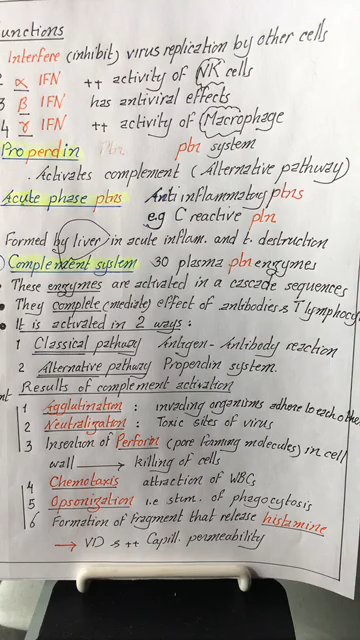 unctions
Interfere (inhibit) virus replication by other cells
2 α IFN ++ activity of NK cells
3 β IFN has antiviral effects
4 γ IFN ++ activity of Macrophage
Properdin ptn system
Activates complement (Alternative pathway)
Acute phase ptns Anti inflammatory ptns
e.g C reactive ptn
Formed by liver in acute inflam. and t. destruction
Complement system 30 plasma ptn enzymes
These enzymes are activated in a cascade sequences
• They complete (mediate) effect of antibodies & T lymphocy
• It is activated in 2 ways:
1 Classical pathway Antigen-Antibody reaction
2 Alternative pathway Properdin system.
Results of complement activation
1 Agglutination : invading organisms adhere to each other
2 Neutralization : Toxic sites of virus
3 Insertion of Perforin (pore forming molecules) in cell
wall → killing of cells
4 Chemotaxis attraction of WBCs
5 Opsonization i.e stim. of phagocytosis
6 Formation of fragment that release histamine
→ VD & ++ Capill. permeability